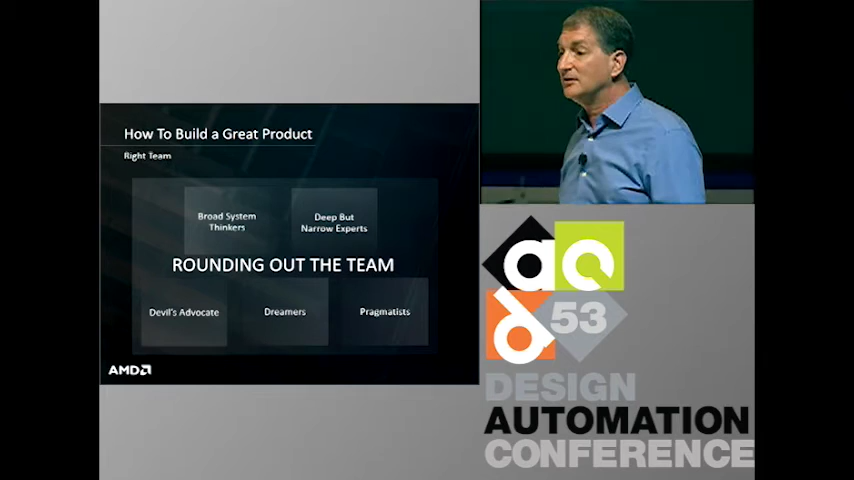 How To Build a Great Product
Right Team
Broad System
Thinkers
Deep But
Narrow Experts
ROUNDING OUT THE TEAM
Devil's Advocate
Dreamers
Pragmatists
AMD
dac
53
DESIGN
AUTOMATION
CONFERENCE